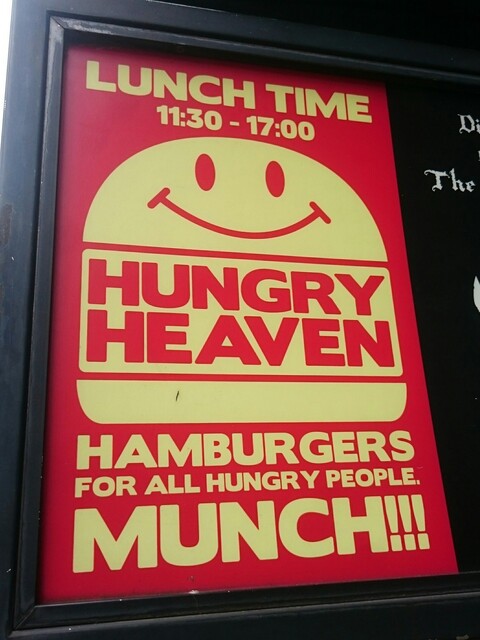 LUNCH TIME
11:30 - 17:00
HUNGRY
HEAVEN
HAMBURGERS
FOR ALL HUNGRY PEOPLE.
MUNCH!!!
The